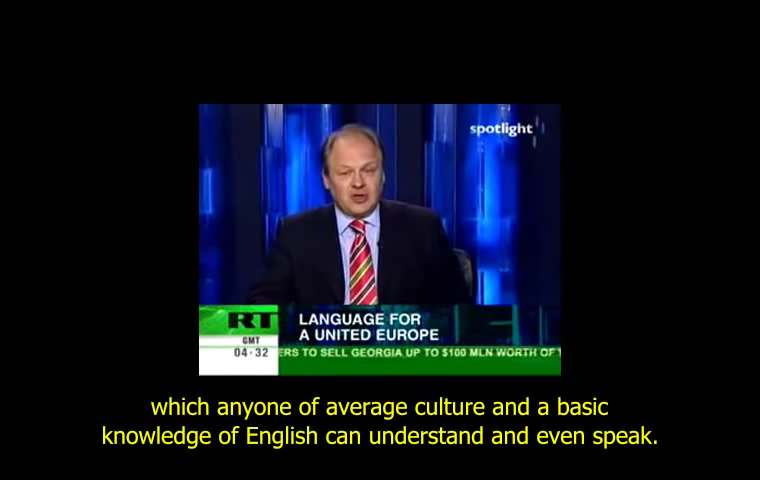 spotlight
RT
LANGUAGE FOR
A UNITED EUROPE
GMT
04:32
ERS TO SELL GEORGIA UP TO $100 MLN WORTH OF
which anyone of average culture and a basic
knowledge of English can understand and even speak.